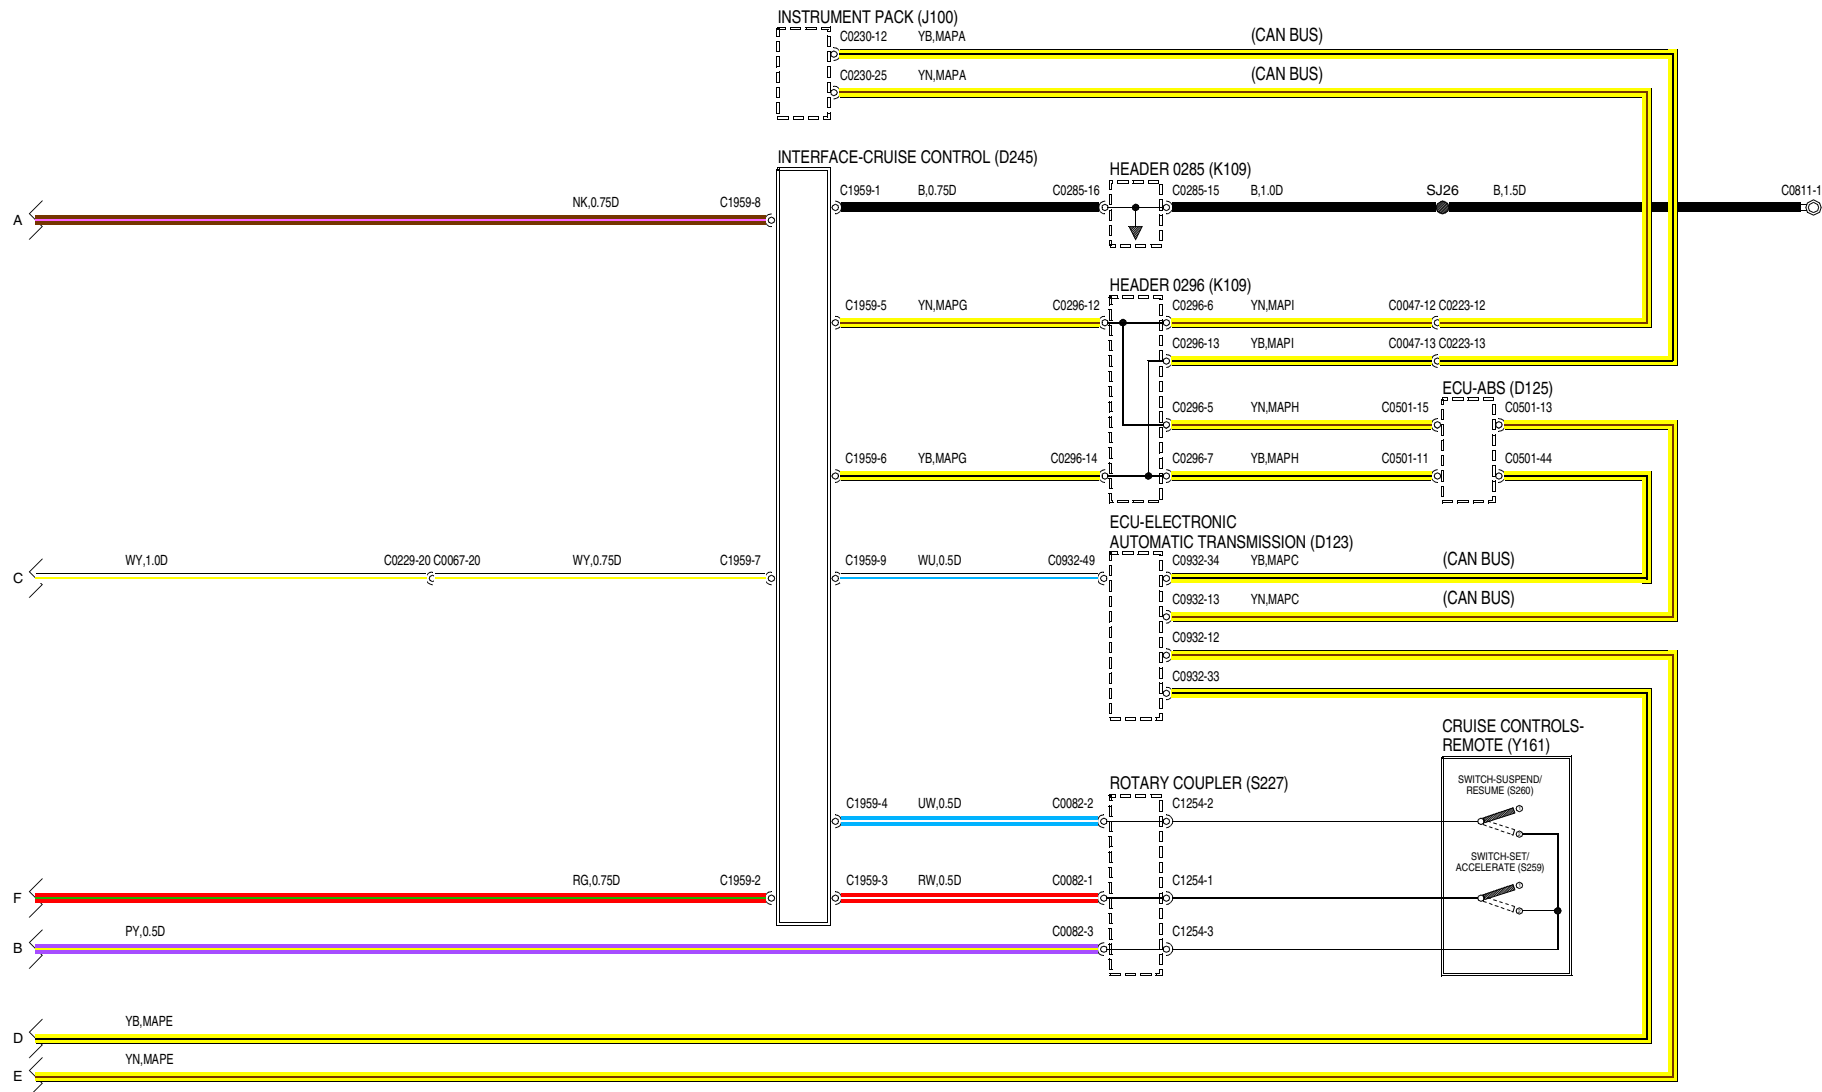 INSTRUMENT PACK (J100)
C0230-12 YB,MAPA (CAN BUS)
C0230-25 YN,MAPA (CAN BUS)
INTERFACE-CRUISE CONTROL (D245)
HEADER 0285 (K109)
A NK,0.75D C1959-8 C1959-1 B,0.75D C0285-16 C0285-15 B,1.0D SJ26 B,1.5D C0811-1
HEADER 0296 (K109)
C1959-5 YN,MAPG C0296-12 C0296-6 YN,MAPI C0047-12 C0223-12
C0296-13 YB,MAPI C0047-13 C0223-13
ECU-ABS (D125)
C0296-5 YN,MAPH C0501-15 C0501-13
C1959-6 YB,MAPG C0296-14 C0296-7 YB,MAPH C0501-11 C0501-44
ECU-ELECTRONIC
AUTOMATIC TRANSMISSION (D123)
C WY,1.0D C0229-20 C0067-20 WY,0.75D C1959-7 C1959-9 WU,0.5D C0932-49 C0932-34 YB,MAPC (CAN BUS)
C0932-13 YN,MAPC (CAN BUS)
C0932-12
C0932-33
CRUISE CONTROLS-
REMOTE (Y161)
ROTARY COUPLER (S227)
SWITCH-SUSPEND/
RESUME (S260)
C1959-4 UW,0.5D C0082-2 C1254-2
1
2
SWITCH-SET/
ACCELERATE (S259)
F RG,0.75D C1959-2 C1959-3 RW,0.5D C0082-1 C1254-1
1
2
B PY,0.5D C0082-3 C1254-3
D YB,MAPE
E YN,MAPE